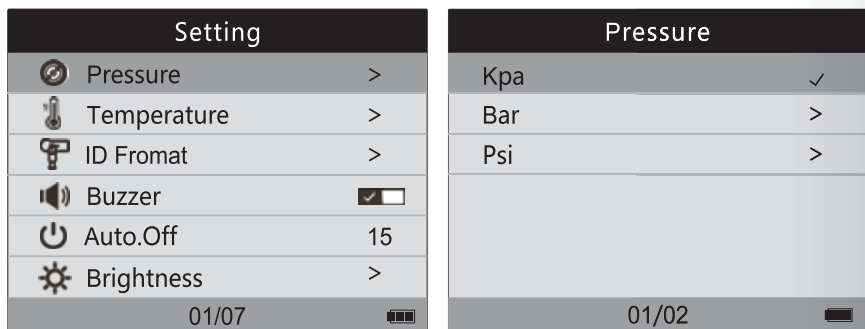 Setting
Pressure >
Temperature >
ID Fromat >
Buzzer
Auto.Off 15
Brightness >
01/07
Pressure
Kpa
Bar >
Psi >
01/02